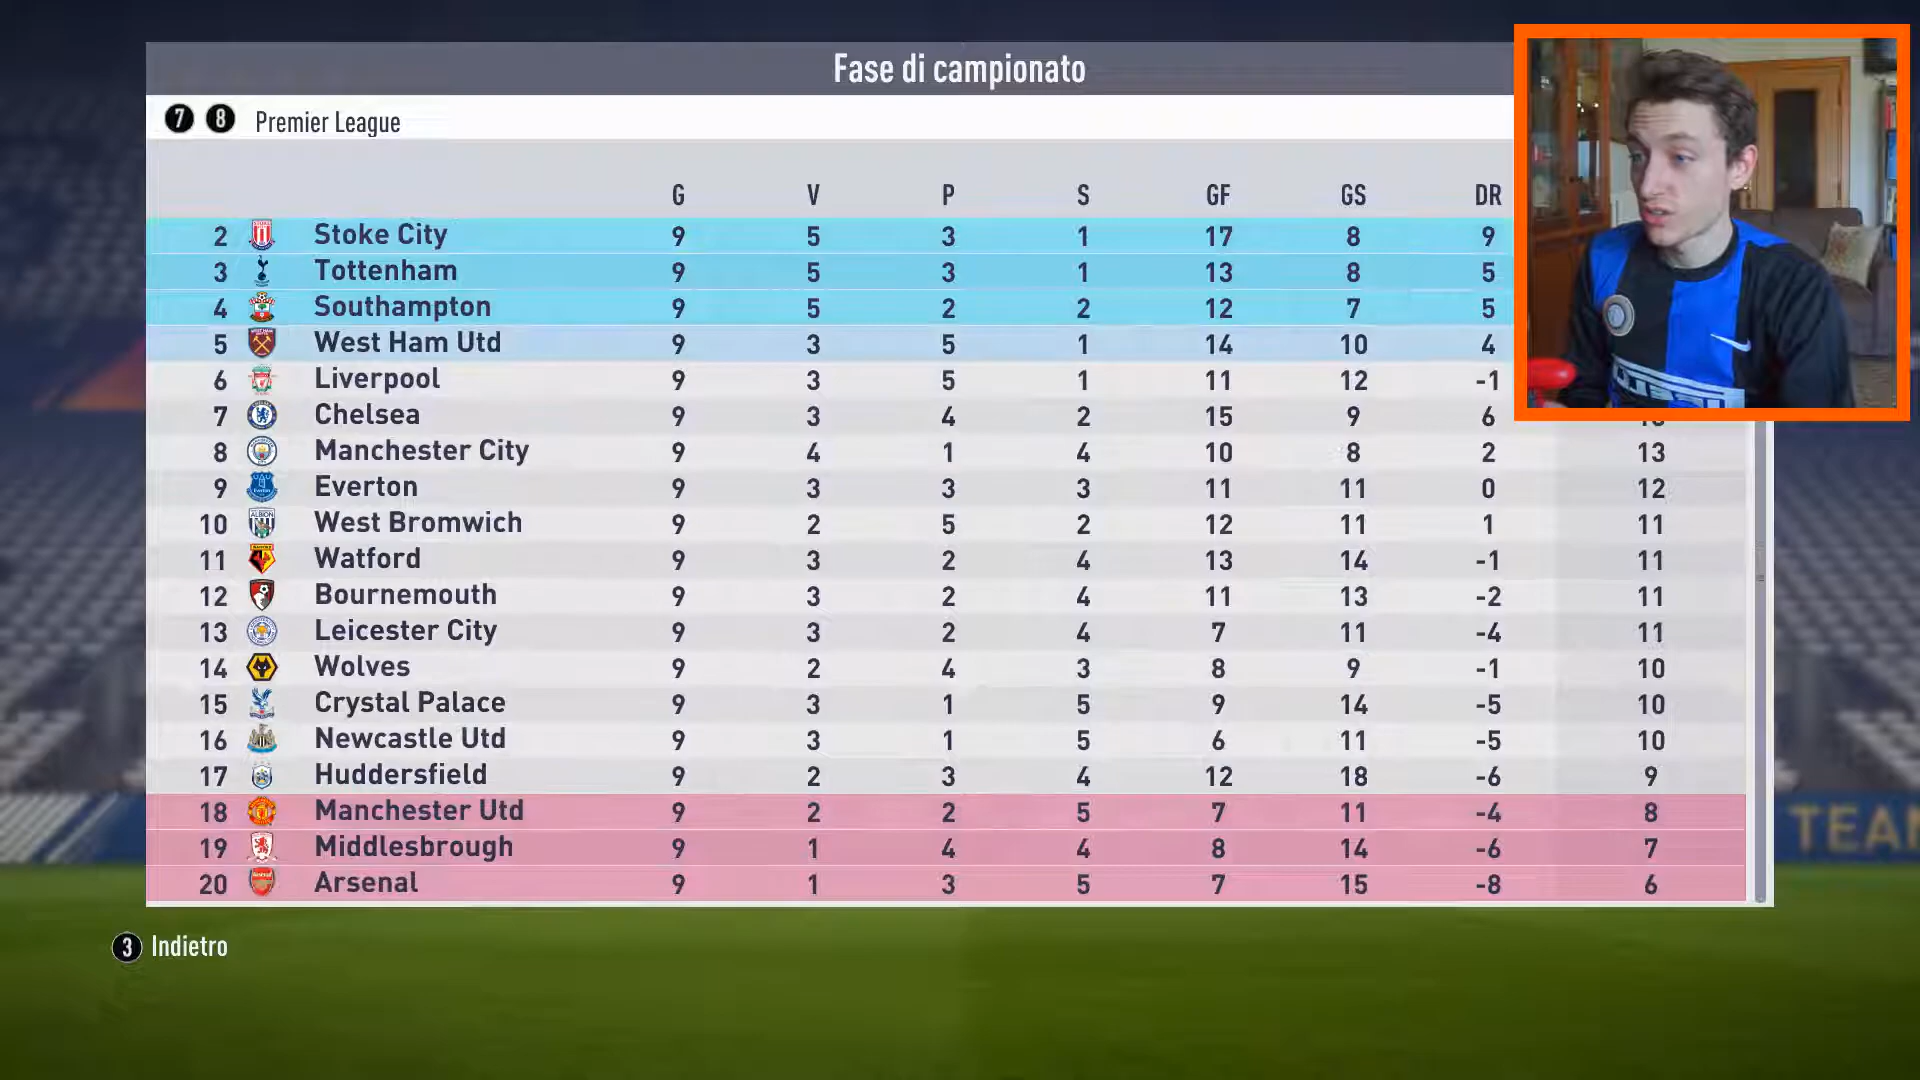 Fase di campionato
7 8 Premier League
G V P S GF GS DR
2 Stoke City 9 5 3 1 17 8 9
3 Tottenham 9 5 3 1 13 8 5
4 Southampton 9 5 2 2 12 7 5
5 West Ham Utd 9 3 5 1 14 10 4
6 Liverpool 9 3 5 1 11 12 -1
7 Chelsea 9 3 4 2 15 9 6
8 Manchester City 9 4 1 4 10 8 2 13
9 Everton 9 3 3 3 11 11 0 12
10 West Bromwich 9 2 5 2 12 11 1 11
11 Watford 9 3 2 4 13 14 -1 11
12 Bournemouth 9 3 2 4 11 13 -2 11
13 Leicester City 9 3 2 4 7 11 -4 11
14 Wolves 9 2 4 3 8 9 -1 10
15 Crystal Palace 9 3 1 5 9 14 -5 10
16 Newcastle Utd 9 3 1 5 6 11 -5 10
17 Huddersfield 9 2 3 4 12 18 -6 9
18 Manchester Utd 9 2 2 5 7 11 -4 8
19 Middlesbrough 9 1 4 4 8 14 -6 7
20 Arsenal 9 1 3 5 7 15 -8 6
TEA
3 Indietro